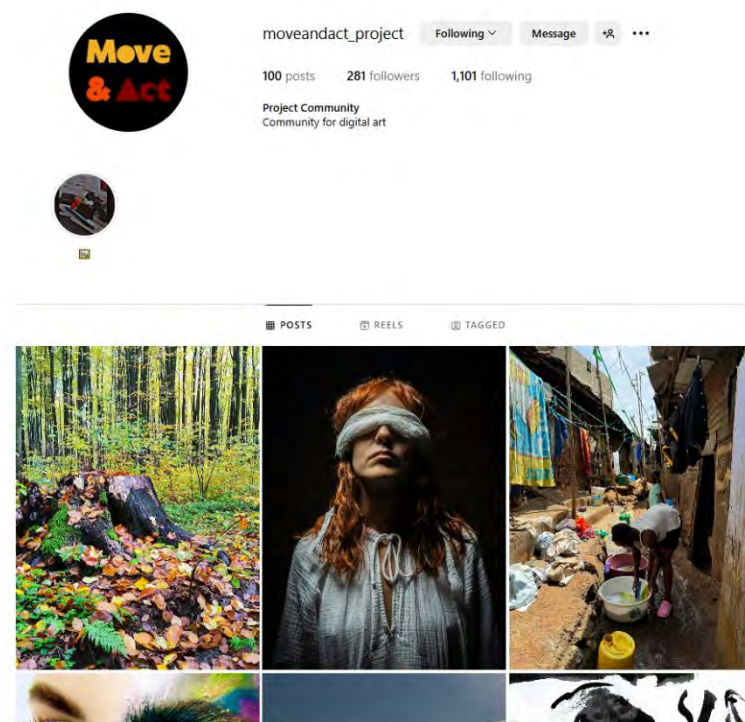 Move
& Act
moveandact_project Following Message
100 posts 281 followers 1,101 following
Project Community
Community for digital art
POSTS REELS TAGGED